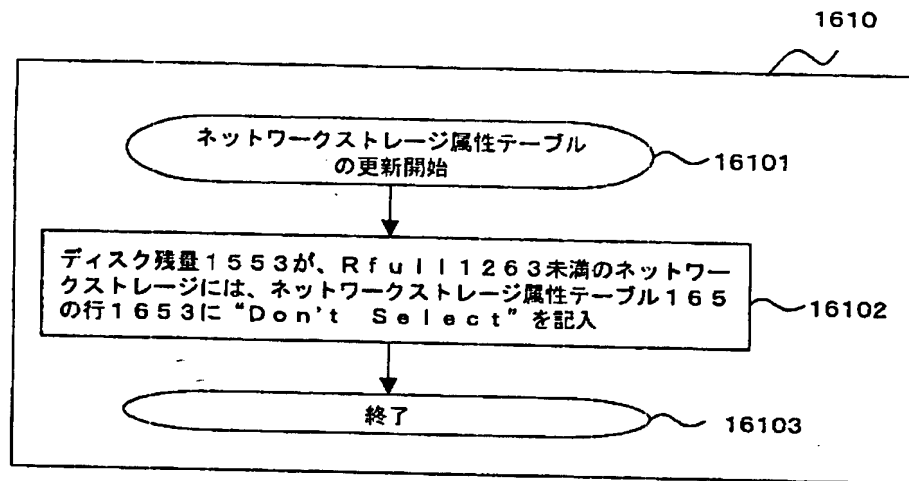 1610
ネットワークストレージ属性テーブル
の更新開始
16101
ディスク残量1553が、Rfull1263未満のネットワー
クストレージには、ネットワークストレージ属性テーブル165
の行1653に“Don't Select”を記入
16102
終了
16103